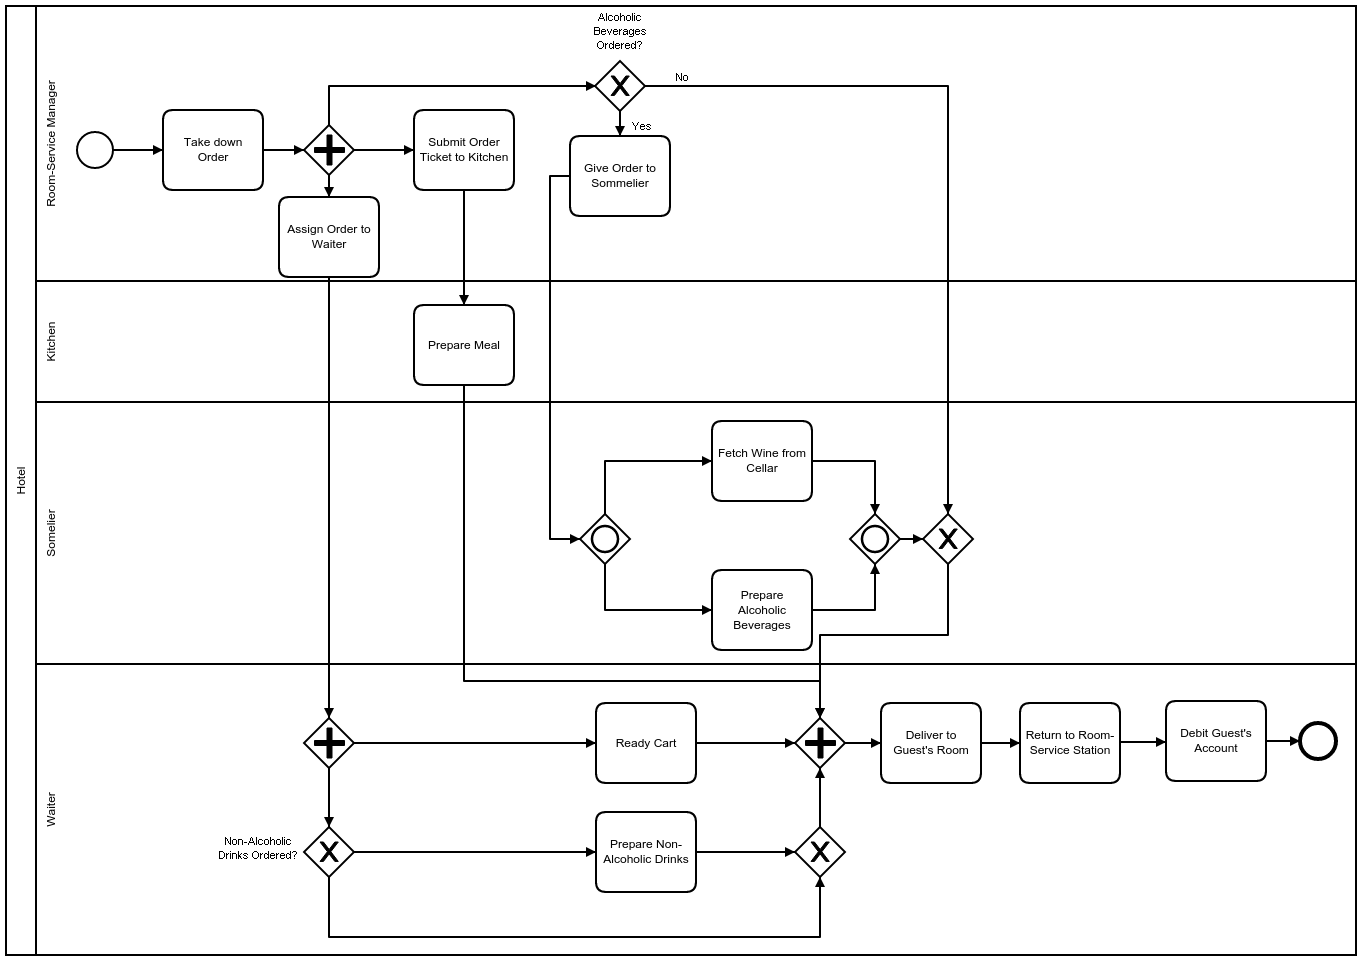 Hotel
Room-Service Manager
Alcoholic
Beverages
Ordered?
No
Yes
Take down
Order
Submit Order
Ticket to Kitchen
Give Order to
Sommelier
Assign Order to
Waiter
Kitchen
Prepare Meal
Somelier
Fetch Wine from
Cellar
Prepare
Alcoholic
Beverages
Waiter
Ready Cart
Deliver to
Guest's Room
Return to Room-
Service Station
Debit Guest's
Account
Non-Alcoholic
Drinks Ordered?
Prepare Non-
Alcoholic Drinks